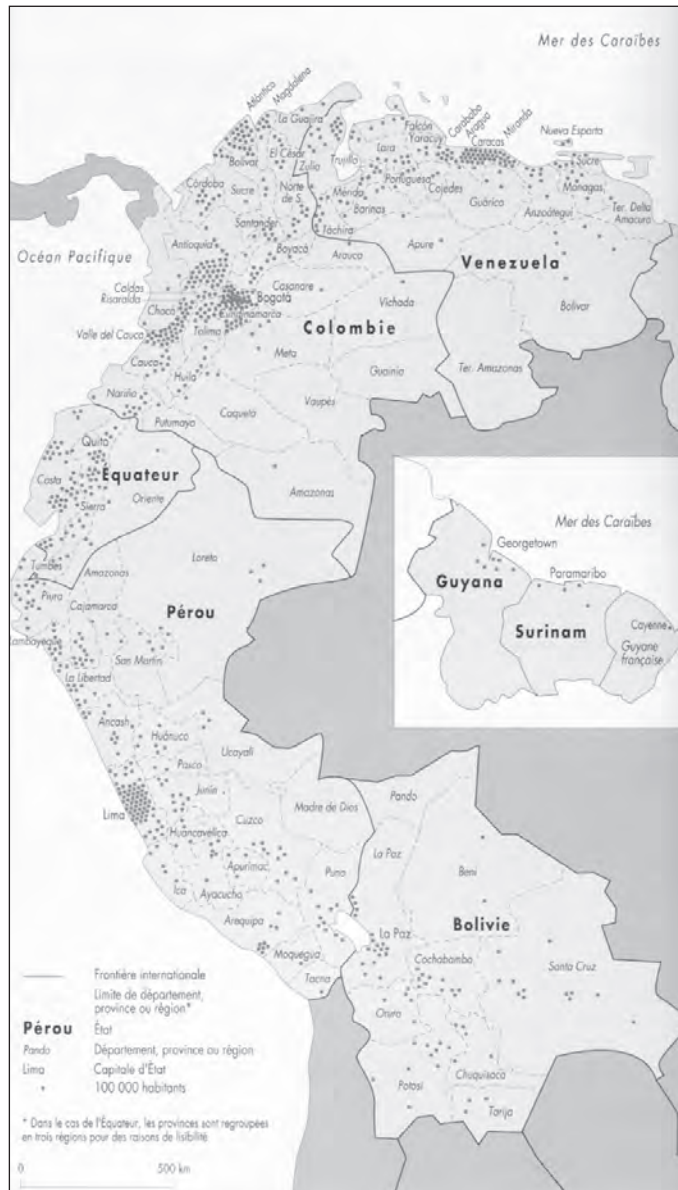 Mer des Caraïbes
Atlántico
Magdalena
La Guajira
Falcón
Yaracuy
Carabobo
Aragua
Caracas
Miranda
Nueva Esparta
Bolívar
El César
Zulia
Trujillo
Lara
Sucre
Córdoba
Sucre
Norte
de S.
Mérida
Portuguesa
Cojedes
Monagas
Barinas
Guárico
Anzoátegui
Ter. Delta
Amacuro
Santander
Táchira
Antioquia
Boyacá
Arauca
Apure
Océan Pacifique
Venezuela
Caldas
Risaralda
Casanare
Bogotá
Cundinamarca
Vichada
Bolívar
Chocó
Colombie
Valle del Cauca
Tolima
Meta
Cauca
Guainía
Ter. Amazonas
Huila
Nariño
Vaupés
Caqueta
Putumayo
Quito
Équateur
Costa
Oriente
Amazonas
Sierra
Mer des Caraïbes
Georgetown
Loreto
Tumbes
Amazonas
Paramaribo
Guyana
Piura
Cajamarca
Pérou
Surinam
Cayenne
Guyane
française
Lambayeque
San Martín
La Libertad
Ancash
Huánuco
Ucayali
Pasco
Pando
Junín
Madre de Dios
Lima
Cuzco
La Paz
Huancavelica
Beni
Apurimac
Puno
Ica
Ayacucho
Bolivie
Arequipa
La Paz
Cochabamba
Santa Cruz
Moquegua
Tacna
Oruro
Chuquisaca
Potosí
Tarija
Frontière internationale
Limite de département,
province ou région*
Pérou État
Pando Département, province ou région
Lima Capitale d'État
100 000 habitants
* Dans le cas de l'Équateur, les provinces sont regroupées
en trois régions pour des raisons de lisibilité.
0 500 km